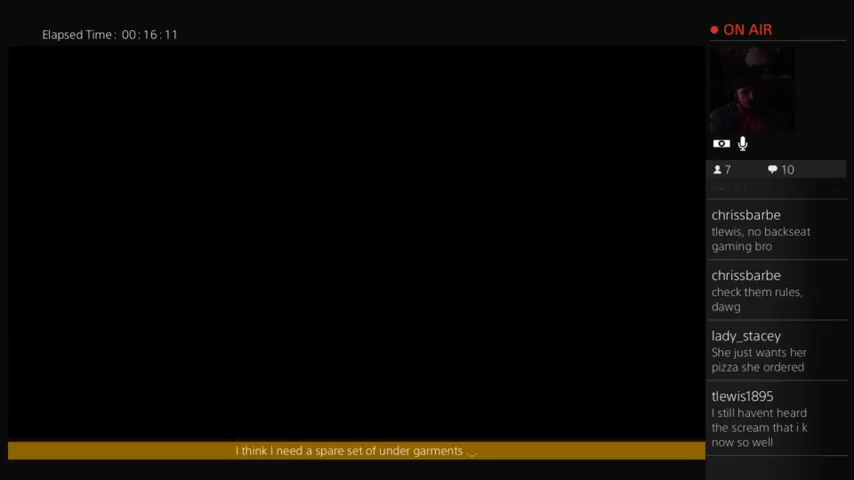 Elapsed Time: 00:16:11
ON AIR
7
10
chrissbarbe
tlewis, no backseat
gaming bro
chrissbarbe
check them rules,
dawg
lady_stacey
She just wants her
pizza she ordered
tlewis1895
I still havent heard
the scream that i k
now so well
I think I need a spare set of under garments ._.